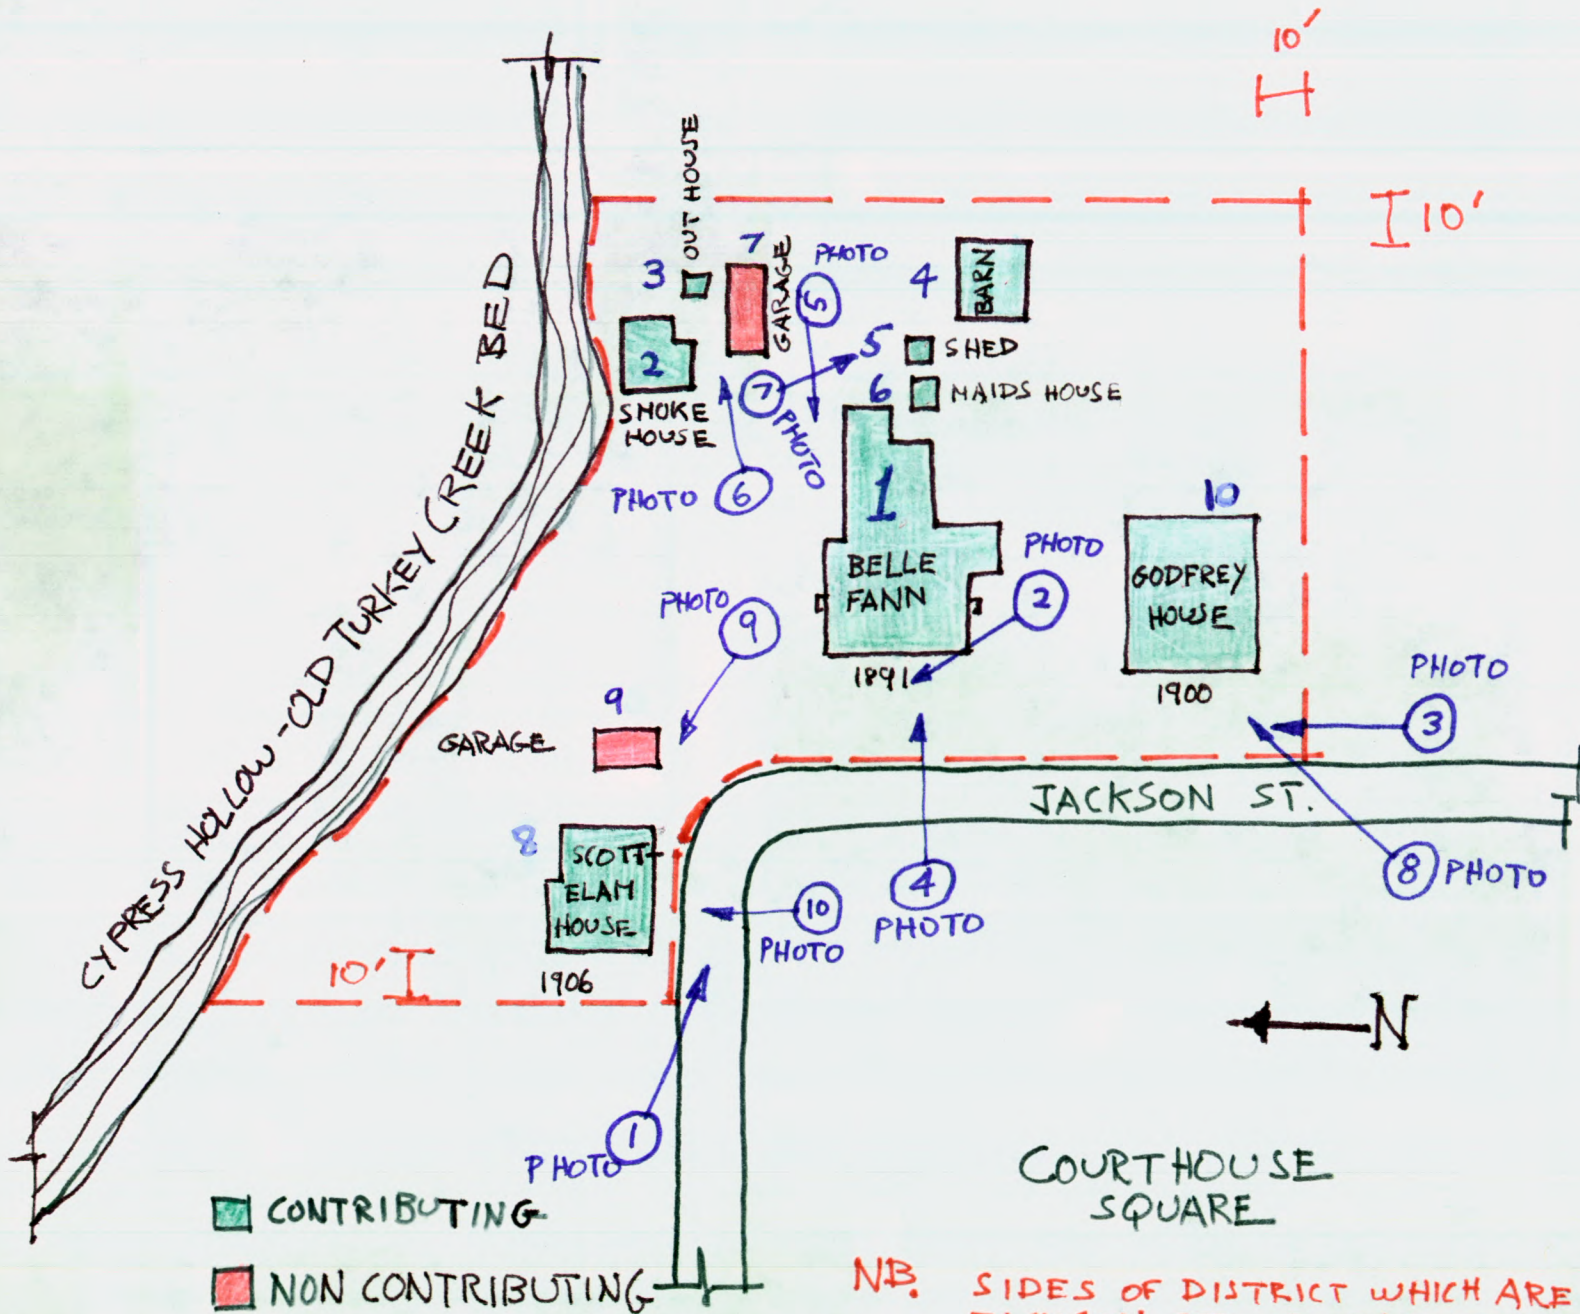 10'
10'
OUT HOUSE
3
7
GARAGE
PHOTO
5
4
BARN
5
SHED
6
MAIDS HOUSE
2
SMOKE
HOUSE
7
PHOTO
PHOTO 6
CYPRESS HOLLOW - OLD TURKEY CREEK BED
1
BELLE
FANN
1891
PHOTO
2
10
GODFREY
HOUSE
1900
PHOTO
9
PHOTO
3
9
GARAGE
JACKSON ST.
8
SCOTT
ELAM
HOUSE
1906
10
PHOTO
4
PHOTO
8 PHOTO
10'
N
1
PHOTO
COURTHOUSE
SQUARE
CONTRIBUTING
NON CONTRIBUTING
NB. SIDES OF DISTRICT WHICH ARE